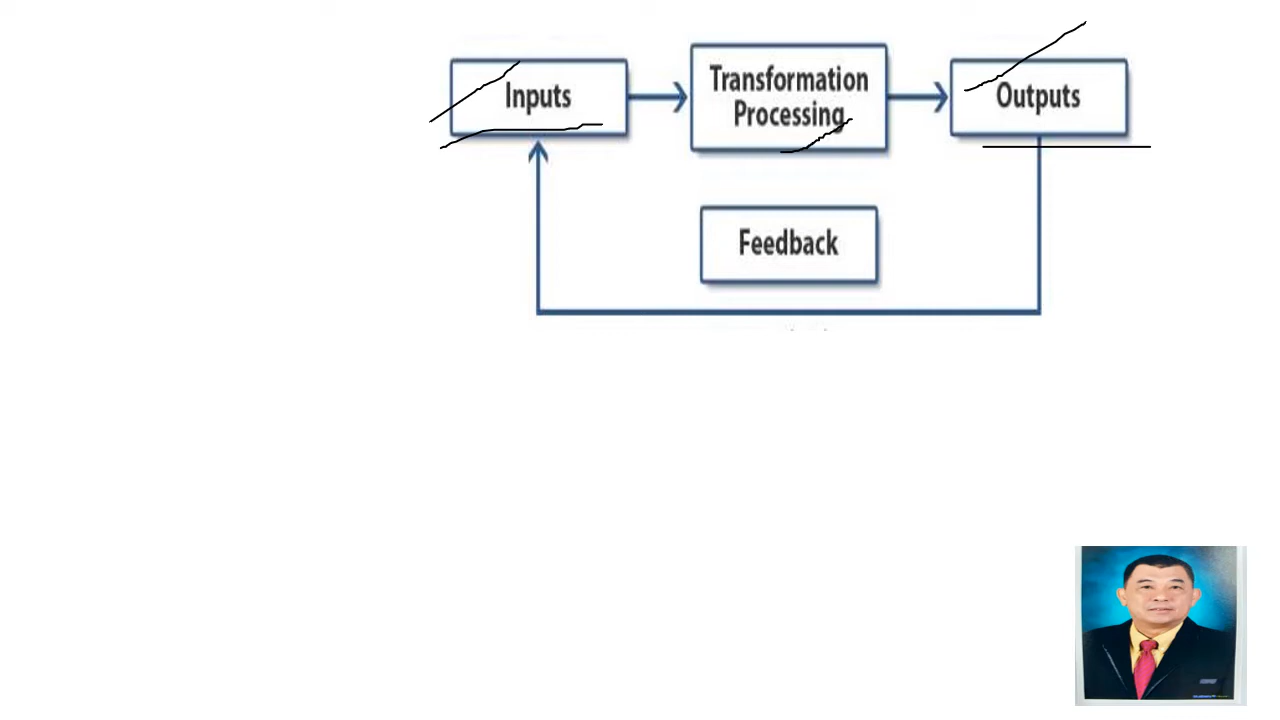 Inputs
Transformation
Processing
Outputs
Feedback